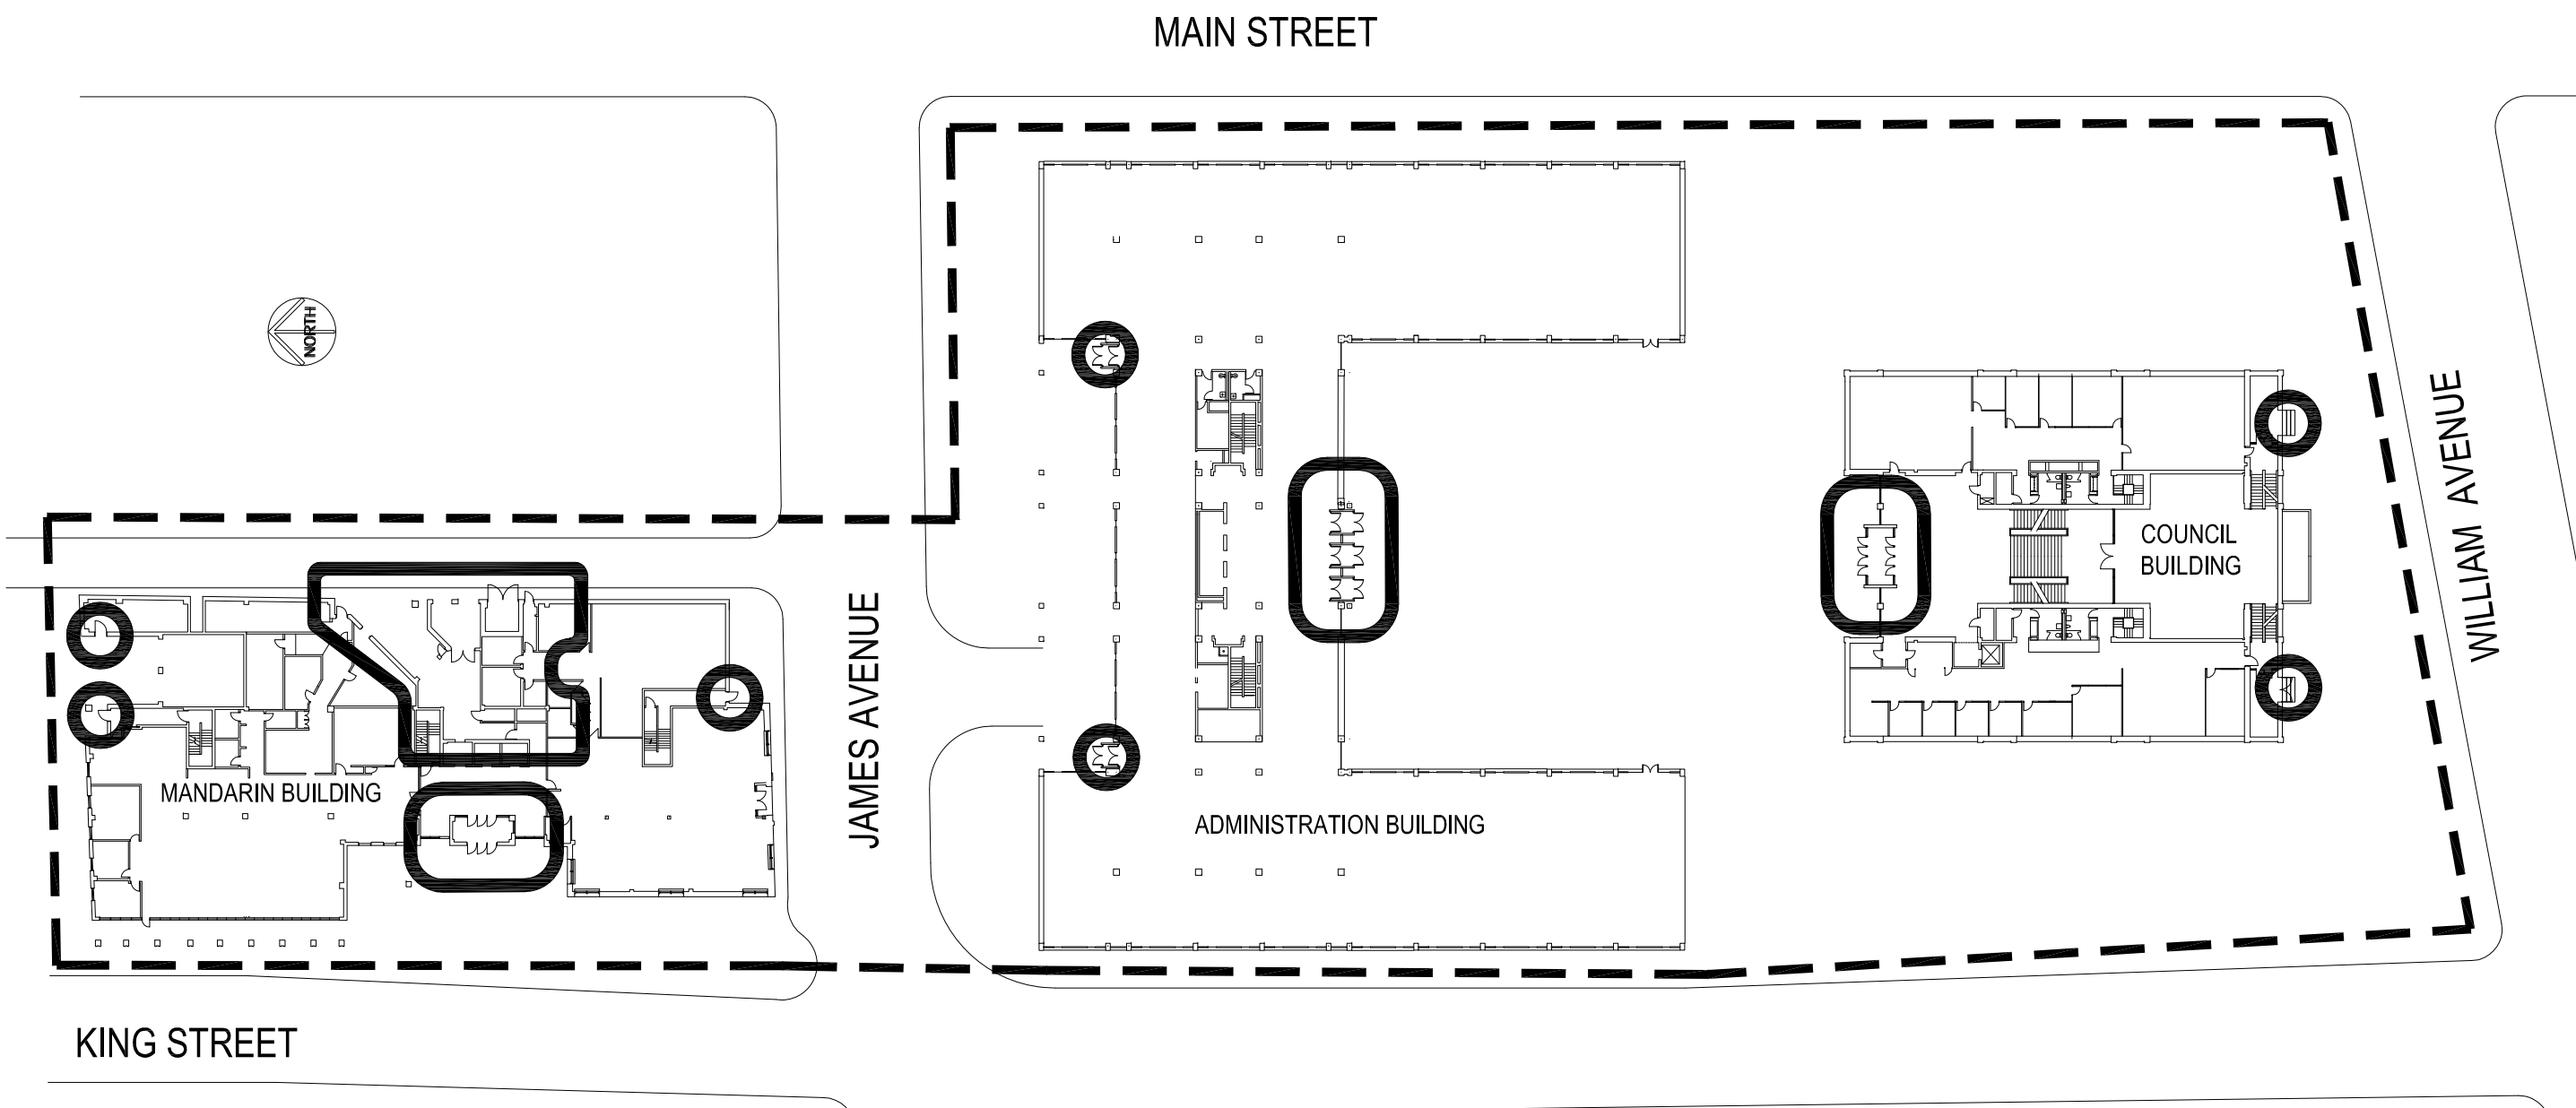 MAIN STREET
NORTH
WILLIAM AVENUE
COUNCIL
BUILDING
JAMES AVENUE
MANDARIN BUILDING
ADMINISTRATION BUILDING
KING STREET